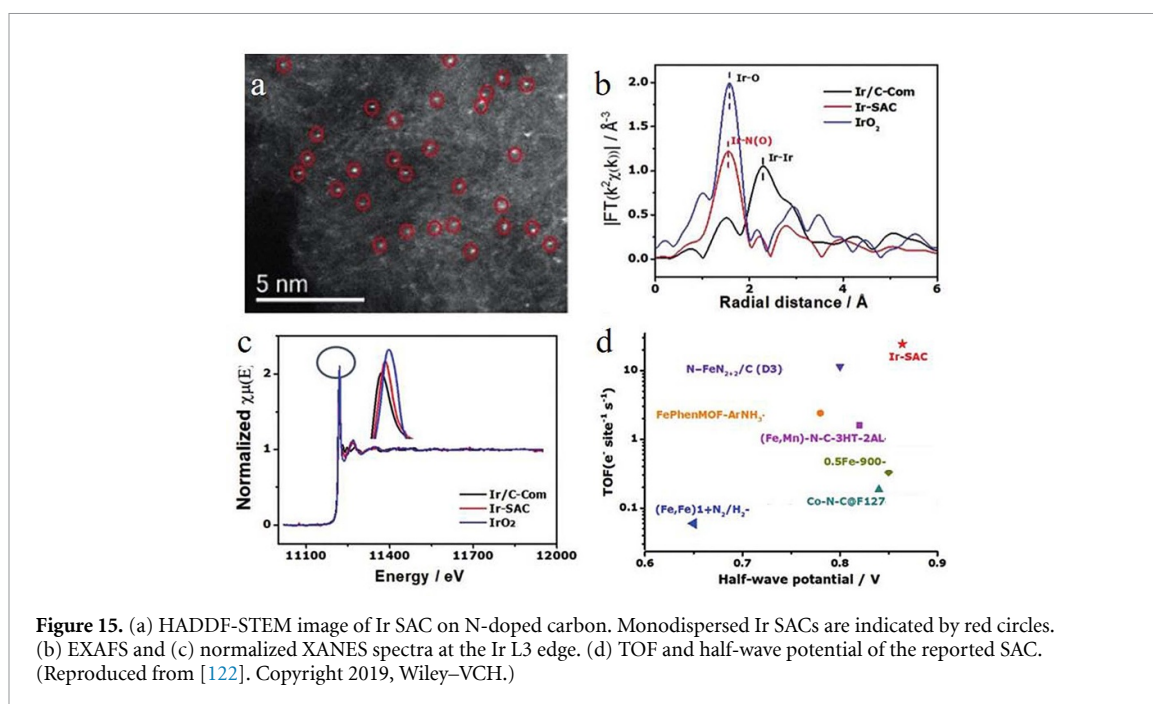 a
5 nm
b
Ir-O
Ir-N(O)
Ir-Ir
Ir/C-Com
Ir-SAC
IrO₂
|FT(k²χ(k))| / Å⁻³
2.0
1.5
1.0
0.5
0.0
0 2 4 6
Radial distance / Å
c
Normalized χμ(E)
2
1
0
Ir/C-Com
Ir-SAC
IrO₂
11100 11400 11700 12000
Energy / eV
d
TOF(e⁻ site⁻¹ s⁻¹)
10
1
0.1
Ir-SAC
N-FeN₂₊₂/C (D3)
FePhenMOF-ArNH₃
(Fe,Mn)-N-C-3HT-2AL
0.5Fe-900
Co-N-C@F127
(Fe,Fe)1+N₂/H₂
0.6 0.7 0.8 0.9
Half-wave potential / V
Figure 15. (a) HADDF-STEM image of Ir SAC on N-doped carbon. Monodispersed Ir SACs are indicated by red circles.
(b) EXAFS and (c) normalized XANES spectra at the Ir L3 edge. (d) TOF and half-wave potential of the reported SAC.
(Reproduced from [122]. Copyright 2019, Wiley–VCH.)